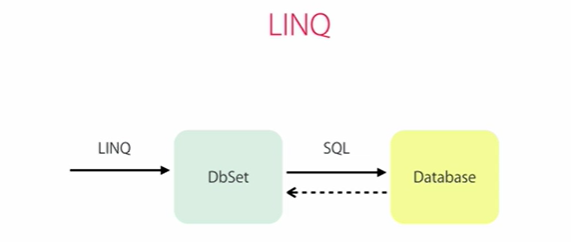 LINQ
LINQ
SQL
DbSet
Database